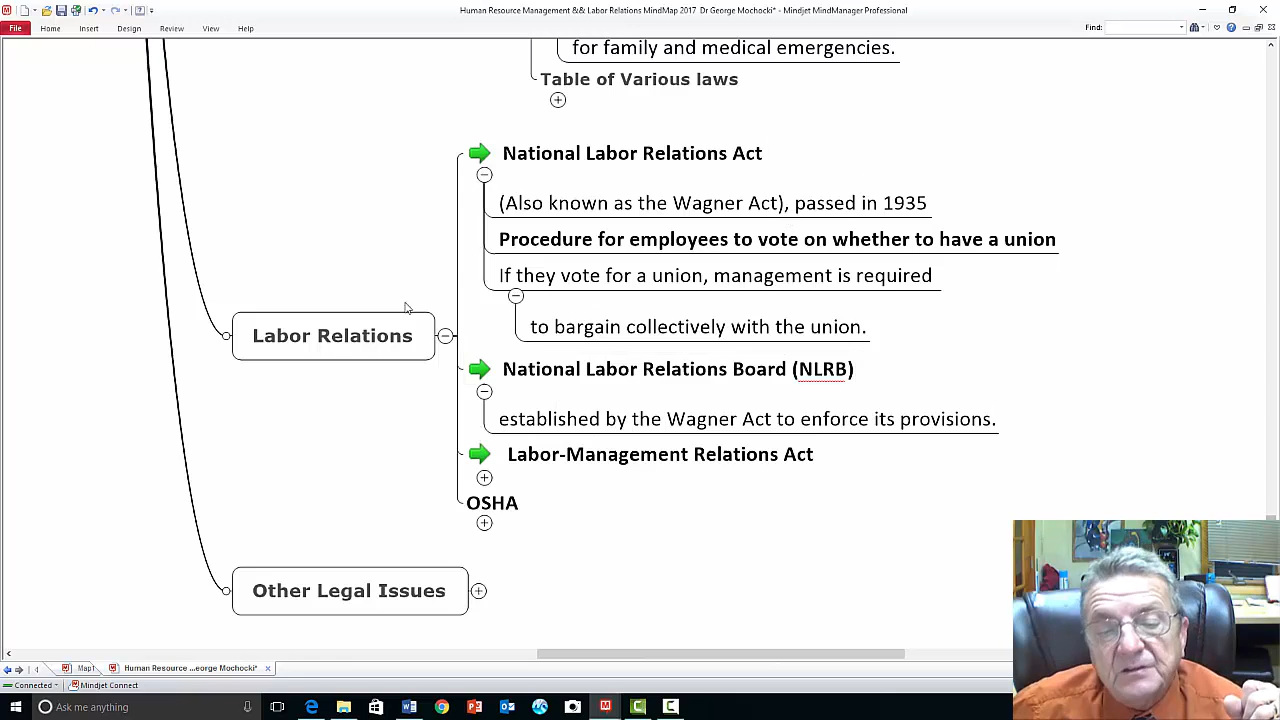 Human Resource Management && Labor Relations MindMap 2017 Dr George Mochocki* - Mindjet MindManager Professional
File Home Insert Design Review View Help
Find:
for family and medical emergencies.
Table of Various laws
National Labor Relations Act
(Also known as the Wagner Act), passed in 1935
Procedure for employees to vote on whether to have a union
If they vote for a union, management is required
to bargain collectively with the union.
Labor Relations
National Labor Relations Board (NLRB)
established by the Wagner Act to enforce its provisions.
Labor-Management Relations Act
OSHA
Other Legal Issues
Map1 Human Resource ...eorge Mochocki*
Connected Mindjet Connect
Ask me anything